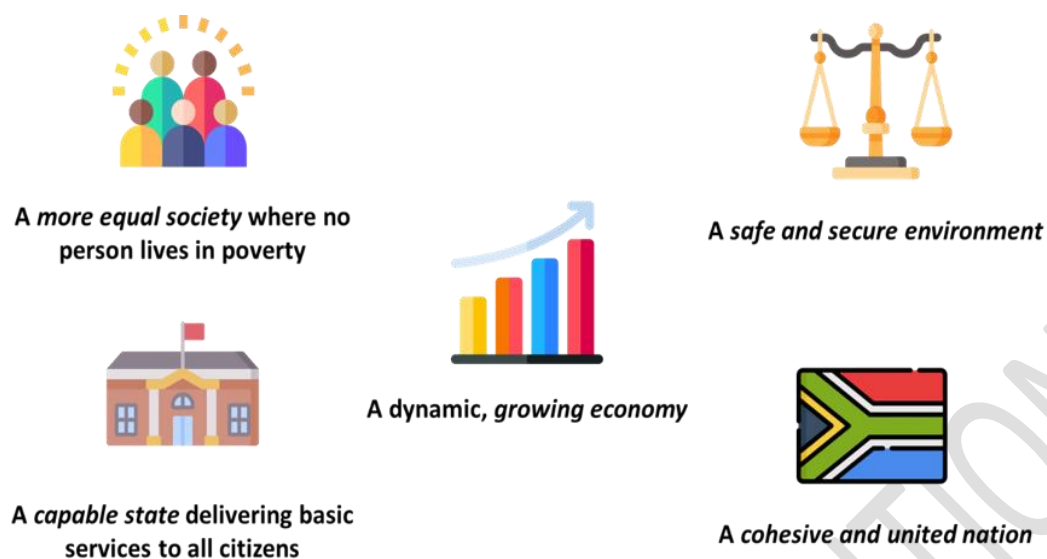 A more equal society where no
person lives in poverty
A safe and secure environment
A dynamic, growing economy
A capable state delivering basic
services to all citizens
A cohesive and united nation